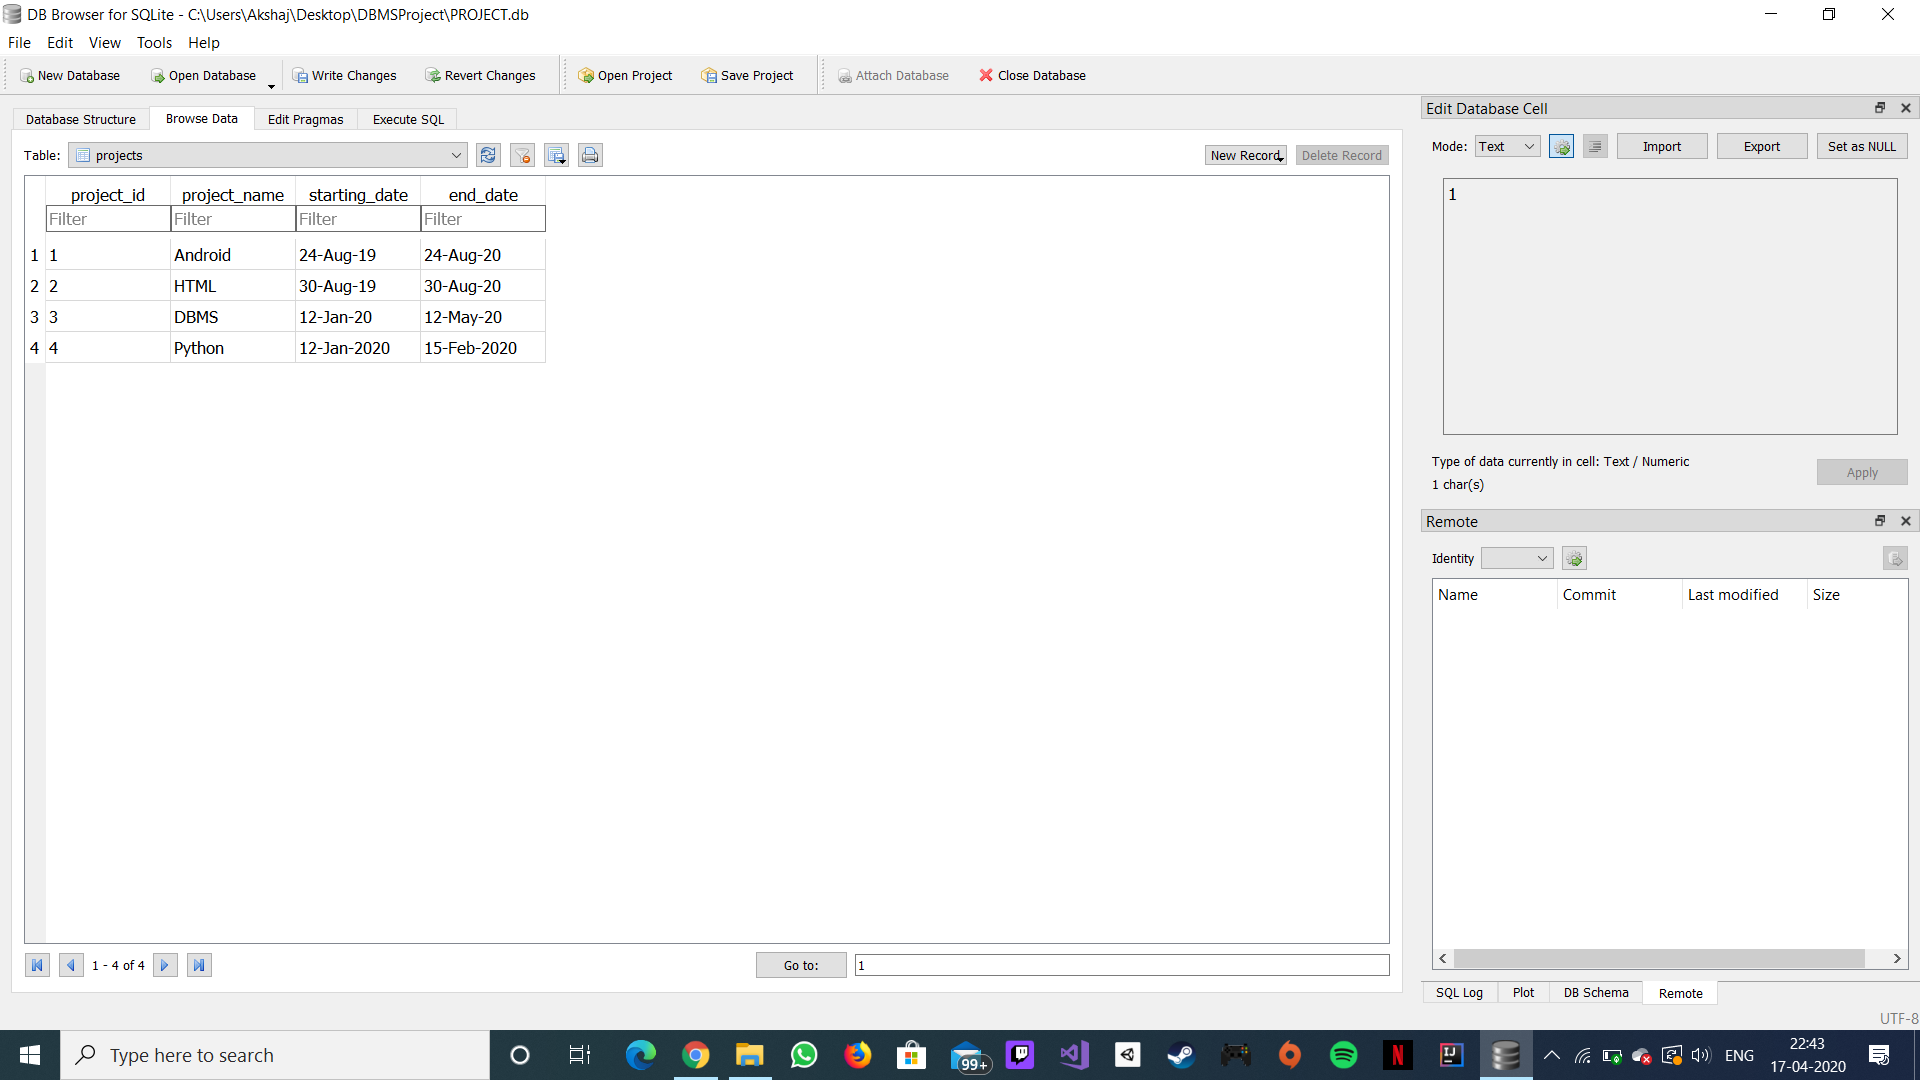 DB Browser for SQLite - C:\Users\Akshaj\Desktop\DBMSProject\PROJECT.db
File Edit View Tools Help
New Database Open Database Write Changes Revert Changes Open Project Save Project Attach Database Close Database
Database Structure Browse Data Edit Pragmas Execute SQL
Table: projects New Record Delete Record
project_id project_name starting_date end_date
Filter Filter Filter Filter
1 1 Android 24-Aug-19 24-Aug-20
2 2 HTML 30-Aug-19 30-Aug-20
3 3 DBMS 12-Jan-20 12-May-20
4 4 Python 12-Jan-2020 15-Feb-2020
1 - 4 of 4 Go to: 1
Edit Database Cell
Mode: Text Import Export Set as NULL
1
Type of data currently in cell: Text / Numeric
1 char(s)
Apply
Remote
Identity
Name Commit Last modified Size
SQL Log Plot DB Schema Remote
UTF-8
Type here to search
99+
N
IJ
ENG
22:43
17-04-2020